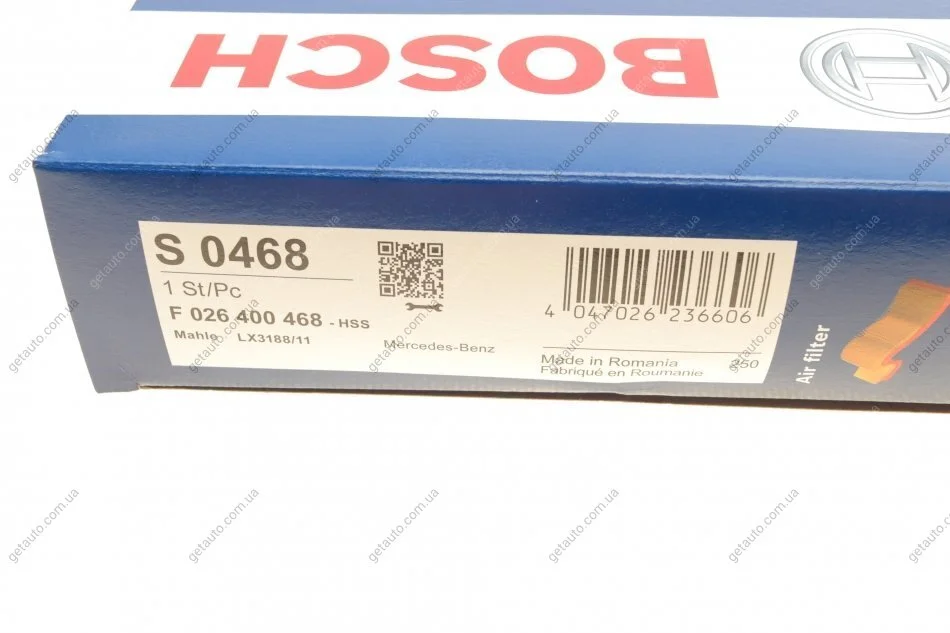 BOSCH
S 0468
1 St/Pc
F 026 400 468 - HSS
Mahle LX3188/11
Mercedes-Benz
4 047026 236606
Made in Romania 250
Fabriqué en Roumanie
Air filter
getauto.com.ua